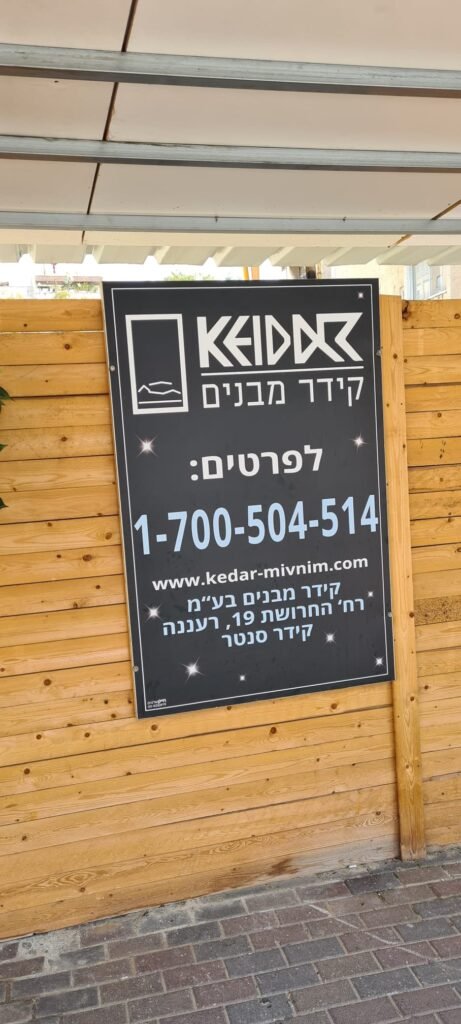 KEIDAR
קידר מבנים
לפרטים:
1-700-504-514
www.kedar-mivnim.com
קידר מבנים בע״מ
רח׳ החרושת 19, רעננה
קידר סנטר